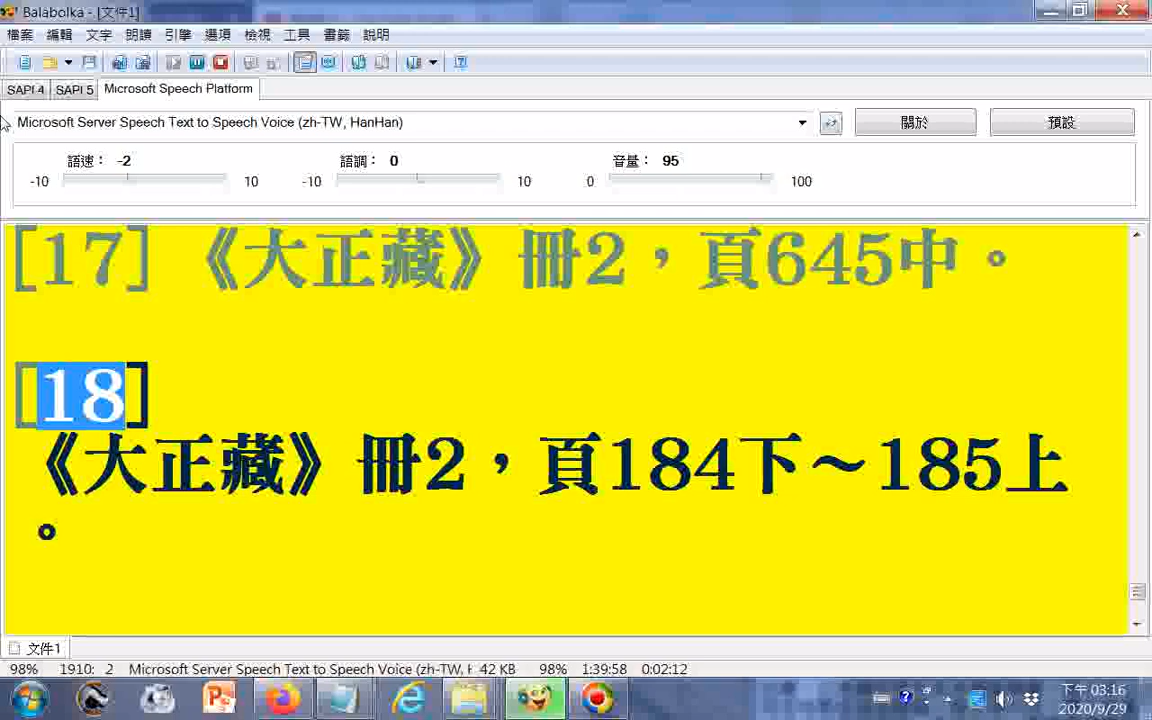 Balabolka - [文件1]
檔案 編輯 文字 朗讀 引擎 選項 檢視 工具 書籤 說明
SAPI 4 SAPI 5 Microsoft Speech Platform
Microsoft Server Speech Text to Speech Voice (zh-TW, HanHan) 關於 預設
語速： -2 語調： 0 音量： 95
-10 10 -10 10 0 100
[17] 《大正藏》冊2，頁645中。
[18]
《大正藏》冊2，頁184下～185上
。
文件1
98% 1910: 2 Microsoft Server Speech Text to Speech Voice (zh-TW, H 42 KB 98% 1:39:58 0:02:12
下午 03:16
2020/9/29